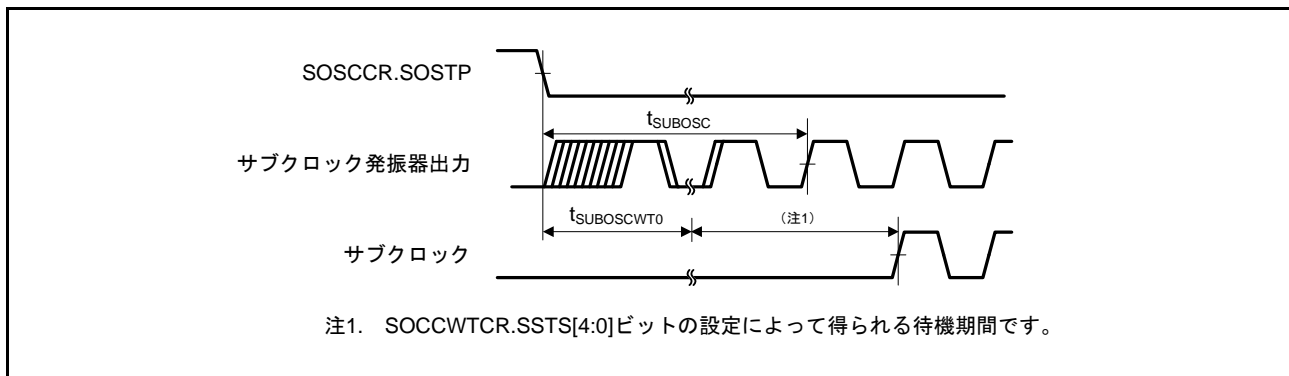 SOSCCR.SOSTP
tSUBOSC
サブクロック発振器出力
tSUBOSCWT0
（注1）
サブクロック
注1. SOCCWTCR.SSTS[4:0]ビットの設定によって得られる待機期間です。